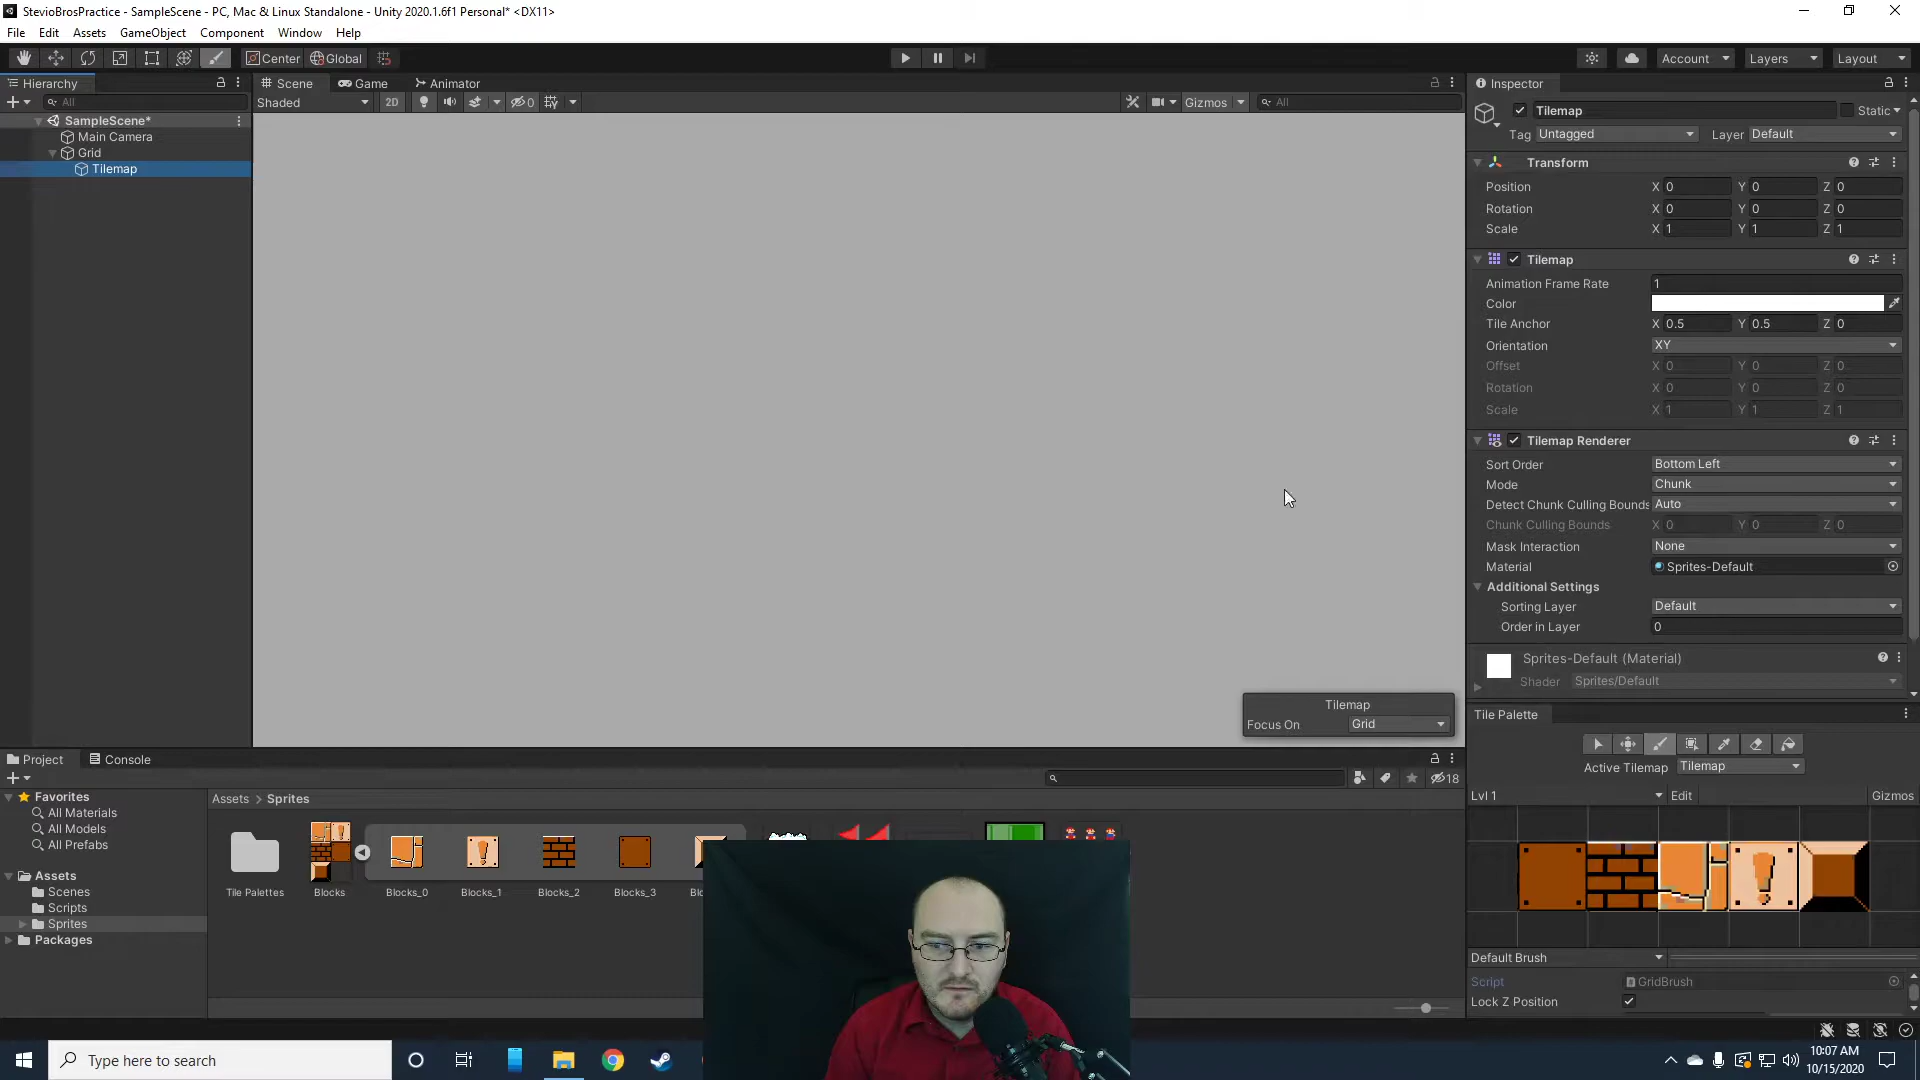 StevioBrosPractice - SampleScene - PC, Mac & Linux Standalone - Unity 2020.1.6f1 Personal* <DX11>
File Edit Assets GameObject Component Window Help
Center Global Account Layers Layout
Hierarchy
All
SampleScene*
Main Camera
Grid
Tilemap
Scene Game Animator
Shaded 2D 0 Gizmos All
Tilemap
Focus On Grid
Inspector
Tilemap Static
Tag Untagged Layer Default
Transform
Position X 0 Y 0 Z 0
Rotation X 0 Y 0 Z 0
Scale X 1 Y 1 Z 1
Tilemap
Animation Frame Rate 1
Color
Tile Anchor X 0.5 Y 0.5 Z 0
Orientation XY
Offset X 0 Y 0 Z 0
Rotation X 0 Y 0 Z 0
Scale X 1 Y 1 Z 1
Tilemap Renderer
Sort Order Bottom Left
Mode Chunk
Detect Chunk Culling Bounds Auto
Chunk Culling Bounds X 0 Y 0 Z 0
Mask Interaction None
Material Sprites-Default
Additional Settings
Sorting Layer Default
Order in Layer 0
Sprites-Default (Material)
Shader Sprites/Default
Tile Palette
Active Tilemap Tilemap
Lvl 1 Edit Gizmos
Default Brush
Script GridBrush
Lock Z Position
Project Console
18
Favorites
All Materials
All Models
All Prefabs
Assets
Scenes
Scripts
Sprites
Packages
Assets > Sprites
Tile Palettes Blocks Blocks_0 Blocks_1 Blocks_2 Blocks_3
Type here to search
10:07 AM
10/15/2020